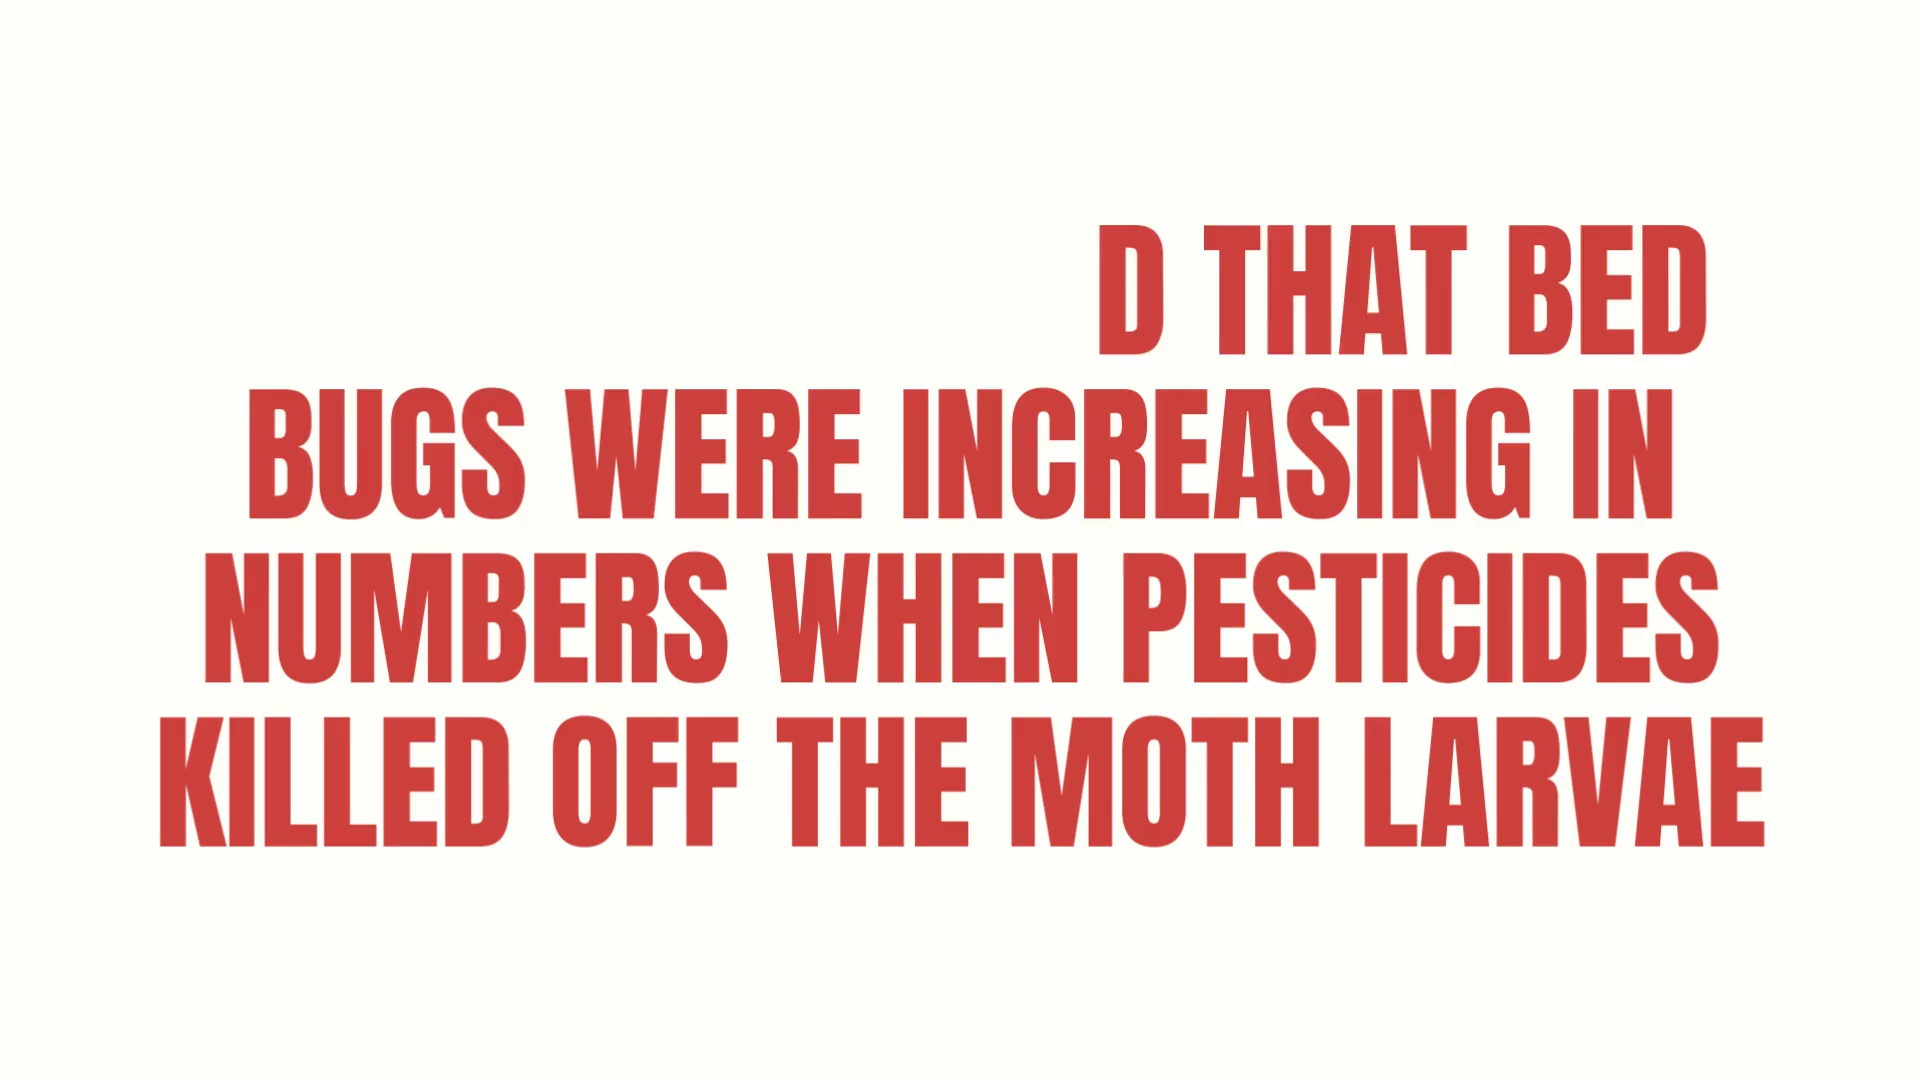 D THAT BED
BUGS WERE INCREASING IN
NUMBERS WHEN PESTICIDES
KILLED OFF THE MOTH LARVAE